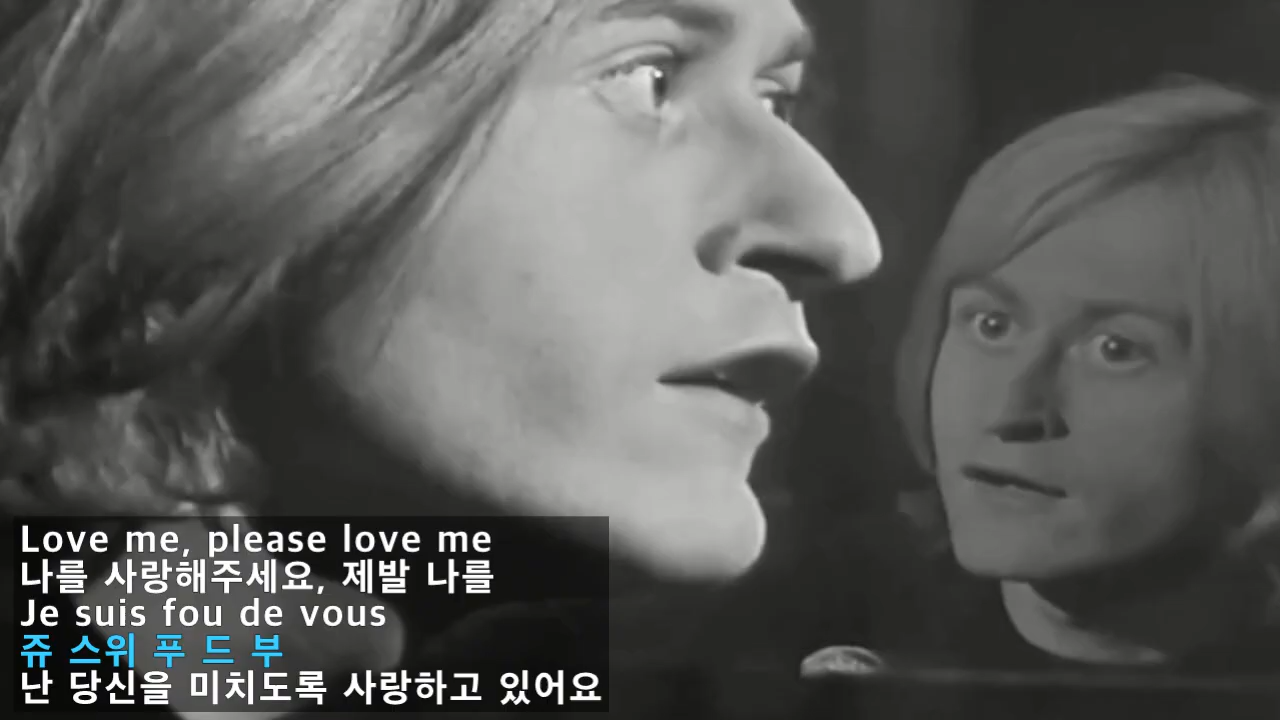 Love me, please love me
나를 사랑해주세요, 제발 나를
Je suis fou de vous
쥬 스위 푸 드 부
난 당신을 미치도록 사랑하고 있어요